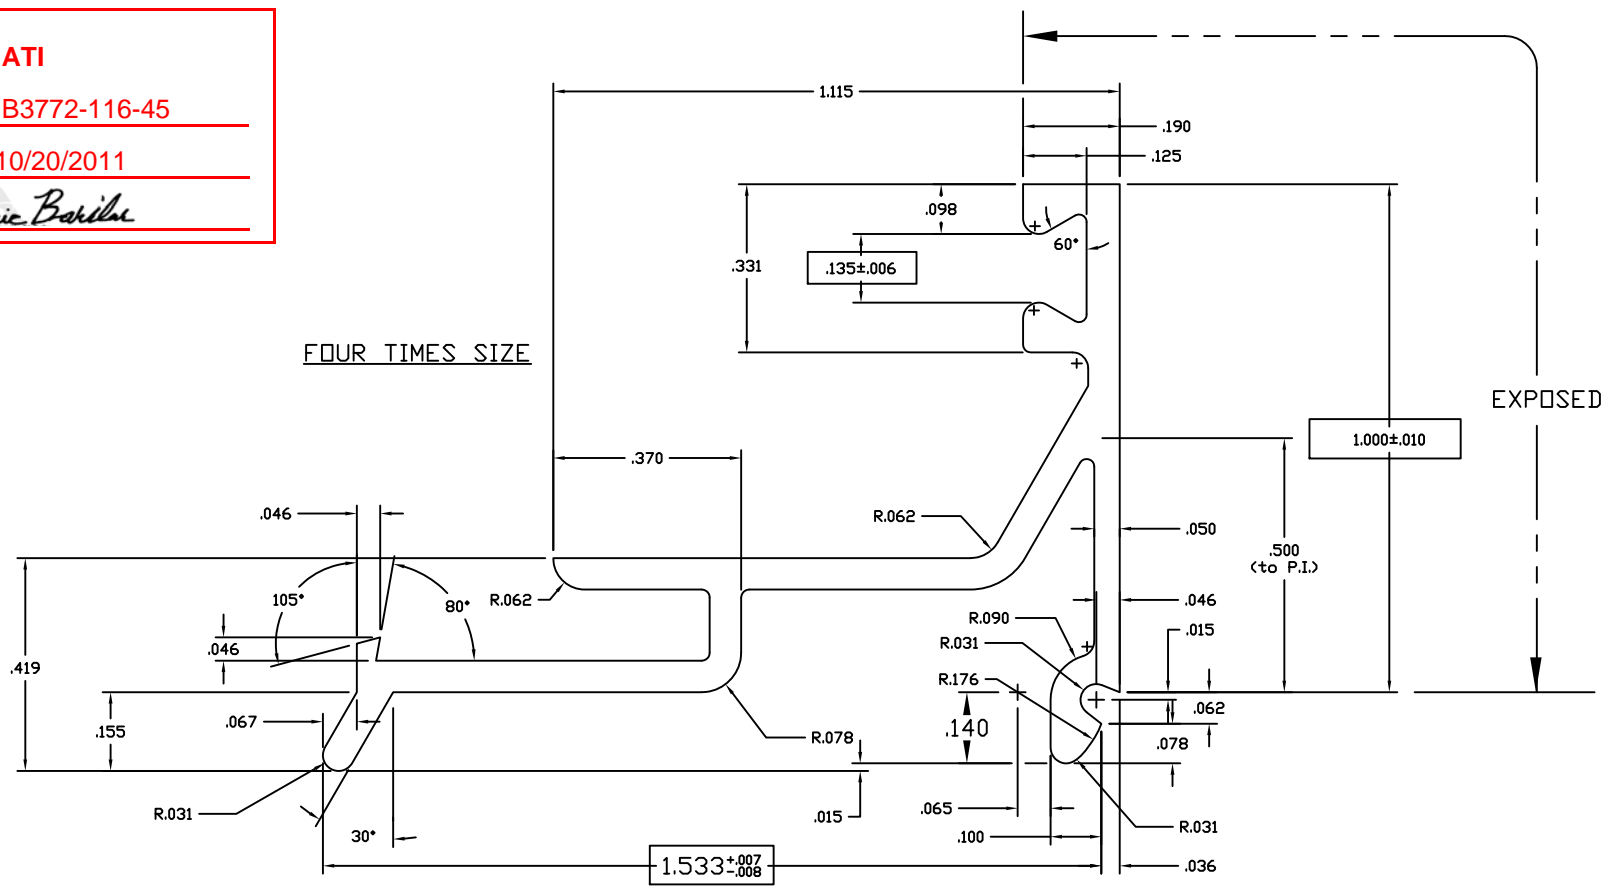 ATI
B3772-116-45
10/20/2011
Barilar
1.115
.190
.125
.098
.331
.135±.006
60°
FOUR TIMES SIZE
EXPOSED
1.000±.010
.370
.046
R.062
.050
.500
(to P.I.)
105°
80°
R.062
.046
.046
R.090
.015
R.031
.419
R.176
.067
.155
.140
.062
R.078
.078
R.031
.015
.065
30°
.100
R.031
1.533 +.007 -.008
.036